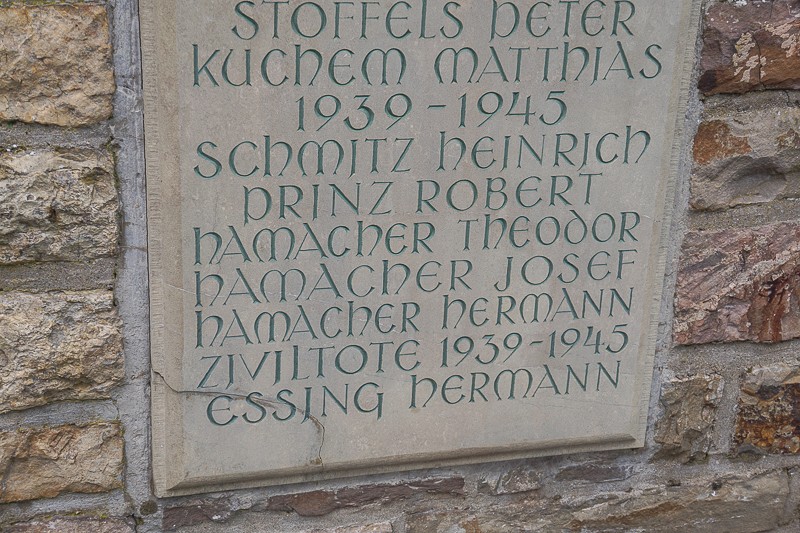 STOFFELS PETER
KUCHEM MATTHIAS
1939 - 1945
SCHMITZ HEINRICH
PRINZ ROBERT
HAMACHER THEODOR
HAMACHER JOSEF
HAMACHER HERMANN
ZIVILTOTE 1939-1945
ESSING HERMANN